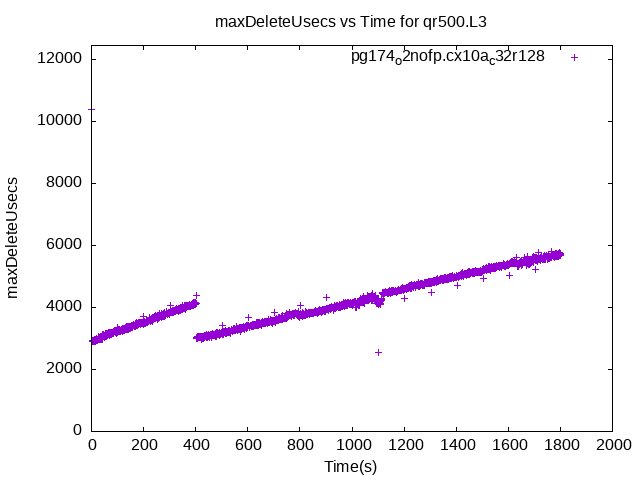 maxDeleteUsecs vs Time for qr500.L3
pg174o2nofp.cx10ac32r128
12000
10000
8000
6000
4000
2000
0
maxDeleteUsecs
0 200 400 600 800 1000 1200 1400 1600 1800 2000
Time(s)